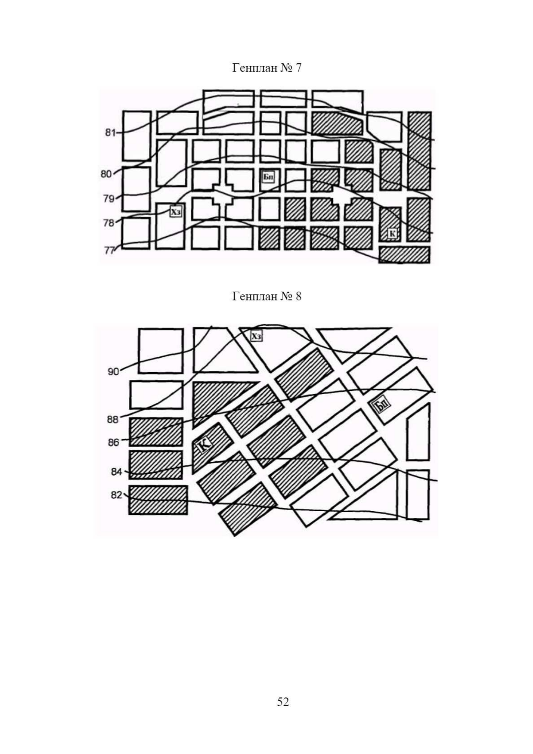 Генплан № 7
81
80
Бп
79
Хз
78
К
77
Генплан № 8
Хз
90
Бп
88
86
К
84
82
52